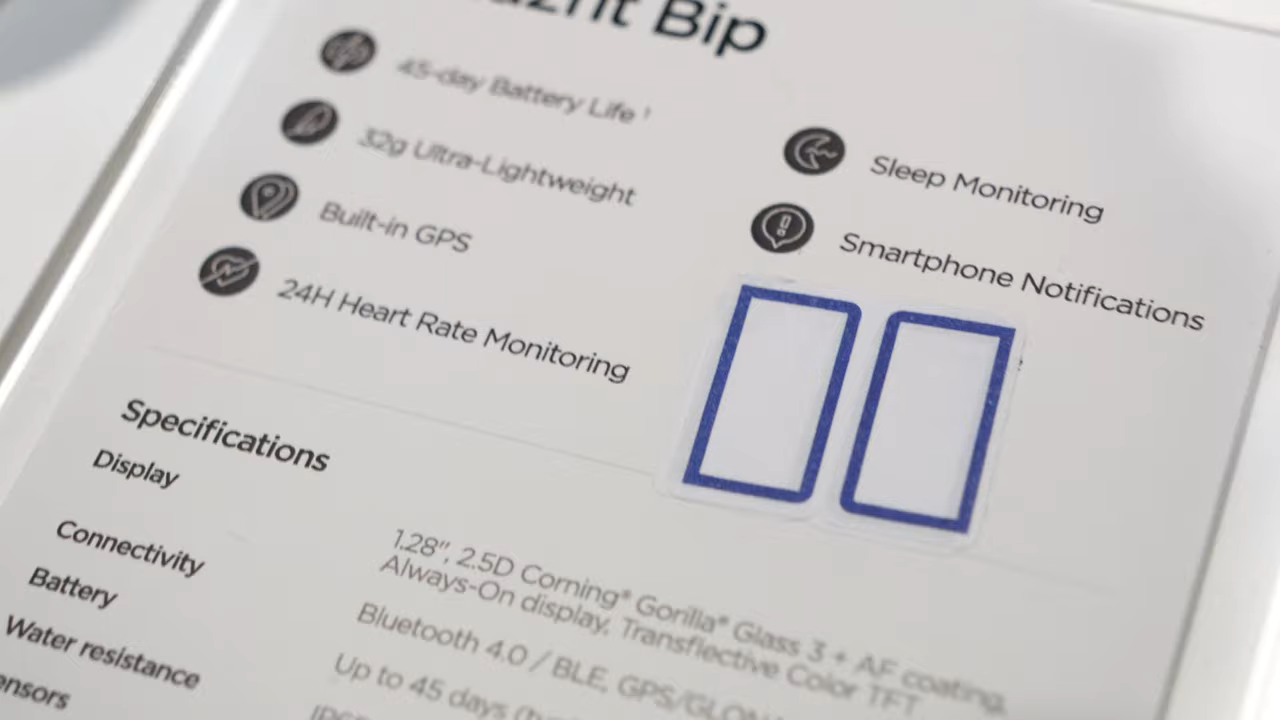 Bip
45-day Battery Life ¹
32g Ultra-Lightweight
Built-in GPS
24H Heart Rate Monitoring
Sleep Monitoring
Smartphone Notifications
Specifications
Display
1.28", 2.5D Corning® Gorilla® Glass 3 + AF coating,
Always-On display, Transflective Color TFT
Connectivity
Bluetooth 4.0 / BLE, GPS/GLON
Battery
Up to 45 days
Water resistance